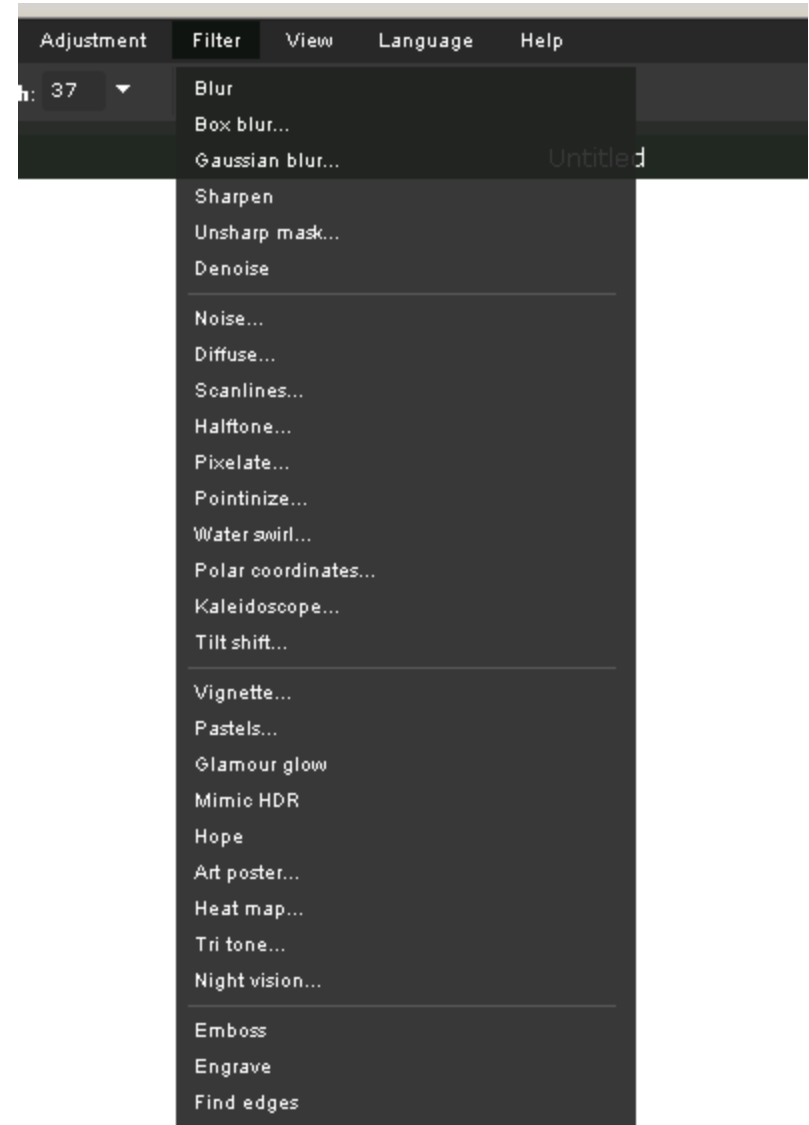 Adjustment Filter View Language Help
h: 37
Untitled
Blur
Box blur...
Gaussian blur...
Sharpen
Unsharp mask...
Denoise
Noise...
Diffuse...
Scanlines...
Halftone...
Pixelate...
Pointinize...
Water swirl...
Polar coordinates...
Kaleidoscope...
Tilt shift...
Vignette...
Pastels...
Glamour glow
Mimic HDR
Hope
Art poster...
Heat map...
Tri tone...
Night vision...
Emboss
Engrave
Find edges